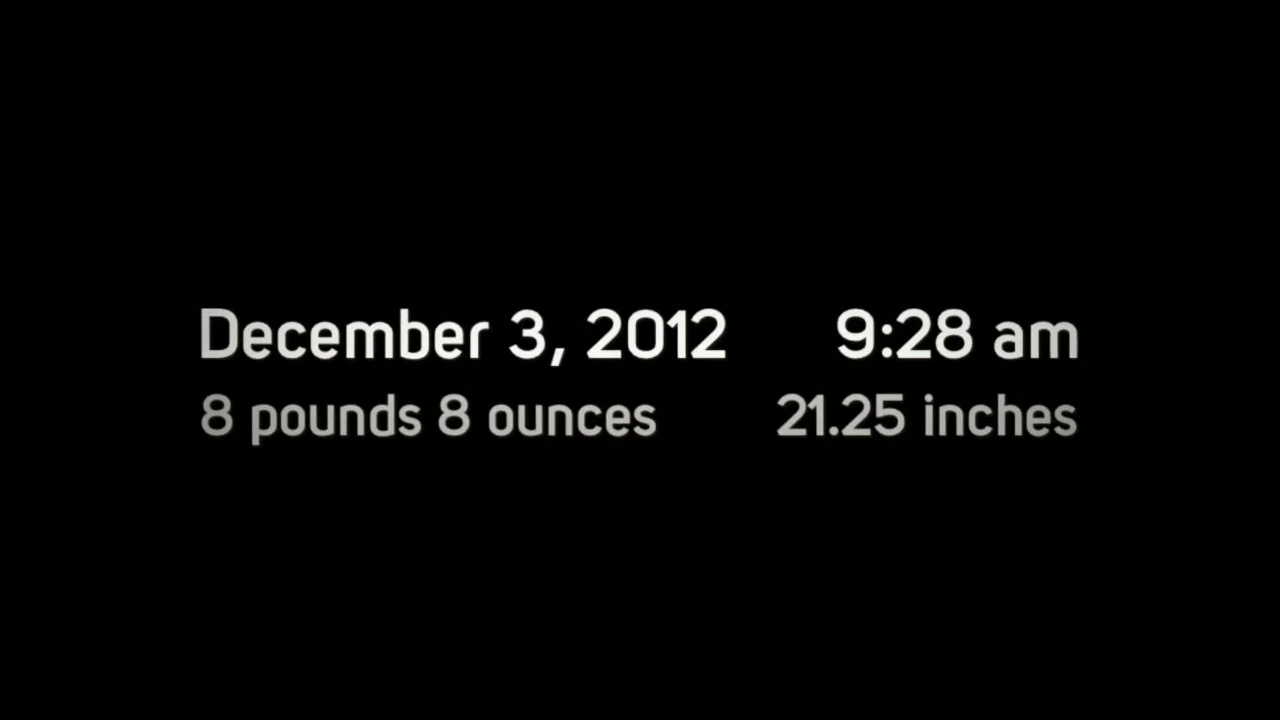 December 3, 2012 9:28 am
8 pounds 8 ounces 21.25 inches